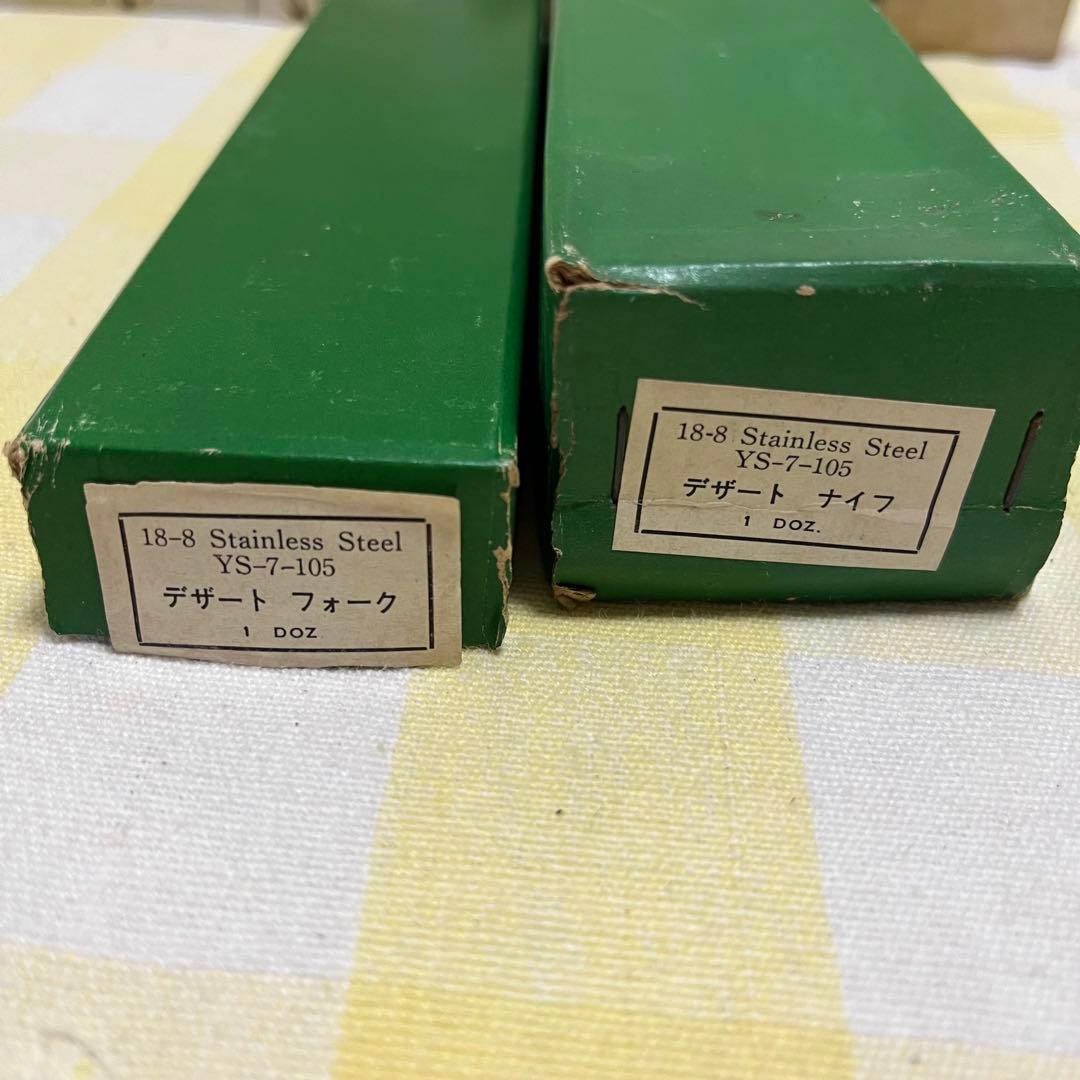 18-8 Stainless Steel
YS-7-105
デザート フォーク
1 DOZ
18-8 Stainless Steel
YS-7-105
デザート ナイフ
1 DOZ.